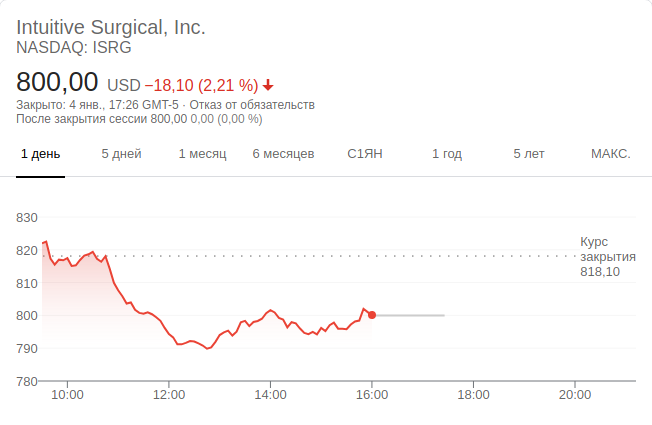 Intuitive Surgical, Inc.
NASDAQ: ISRG
800,00 USD −18,10 (2,21 %)
Закрыто: 4 янв., 17:26 GMT-5 · Отказ от обязательств
После закрытия сессии 800,00 0,00 (0,00 %)
1 день 5 дней 1 месяц 6 месяцев С1ЯН 1 год 5 лет МАКС.
830
820
810
800
790
780
Курс
закрытия
818,10
10:00 12:00 14:00 16:00 18:00 20:00